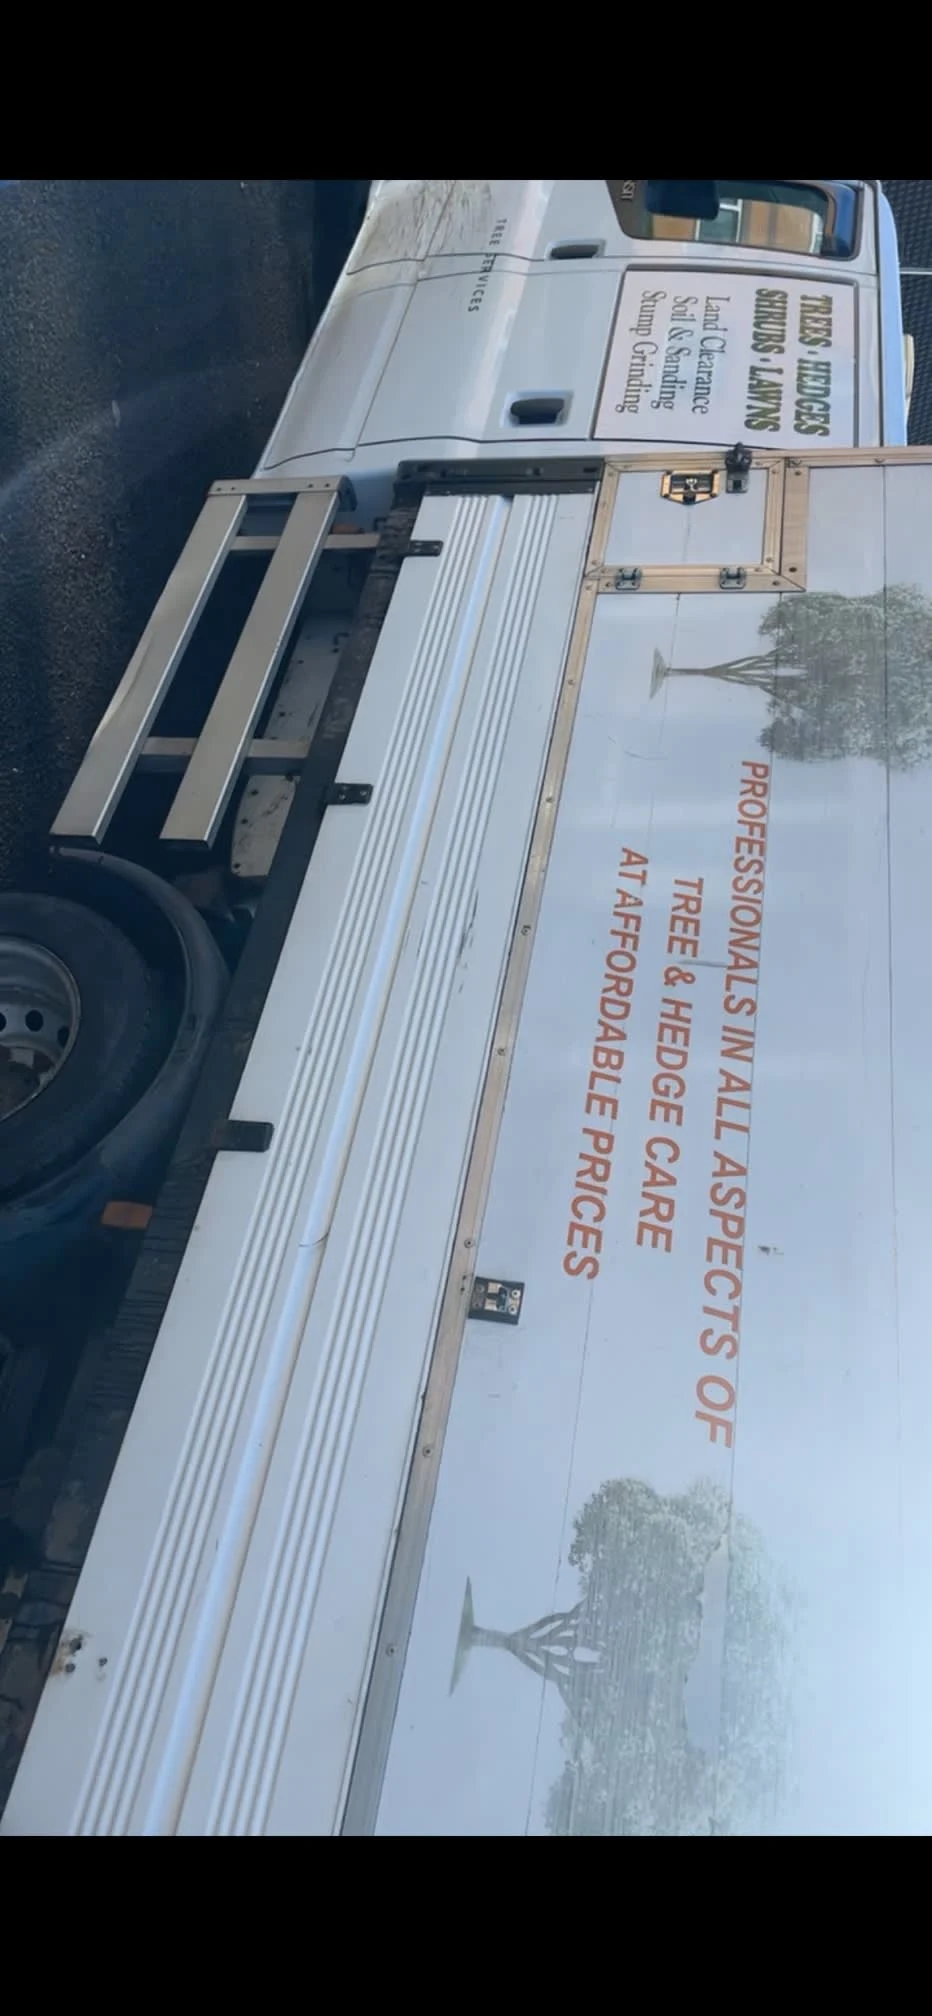 TREES · HEDGES
SHRUBS · LAWNS
Land Clearance
Soil & Sanding
Stump Grinding
TREE SERVICES
PROFESSIONALS IN ALL ASPECTS OF
TREE & HEDGE CARE
AT AFFORDABLE PRICES